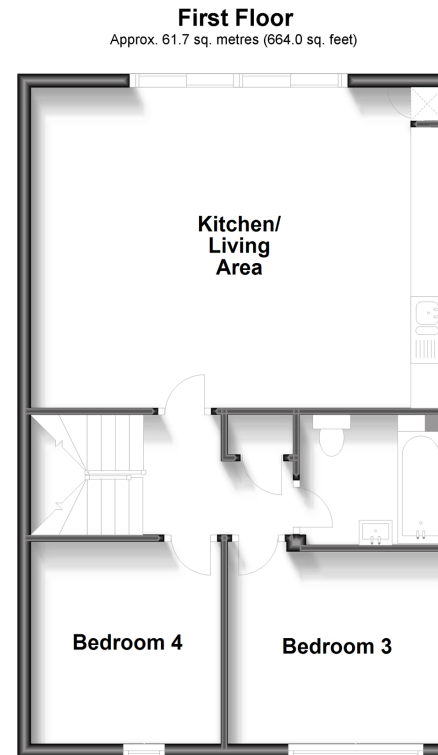 First Floor
Approx. 61.7 sq. metres (664.0 sq. feet)
Kitchen/
Living
Area
Bedroom 4
Bedroom 3